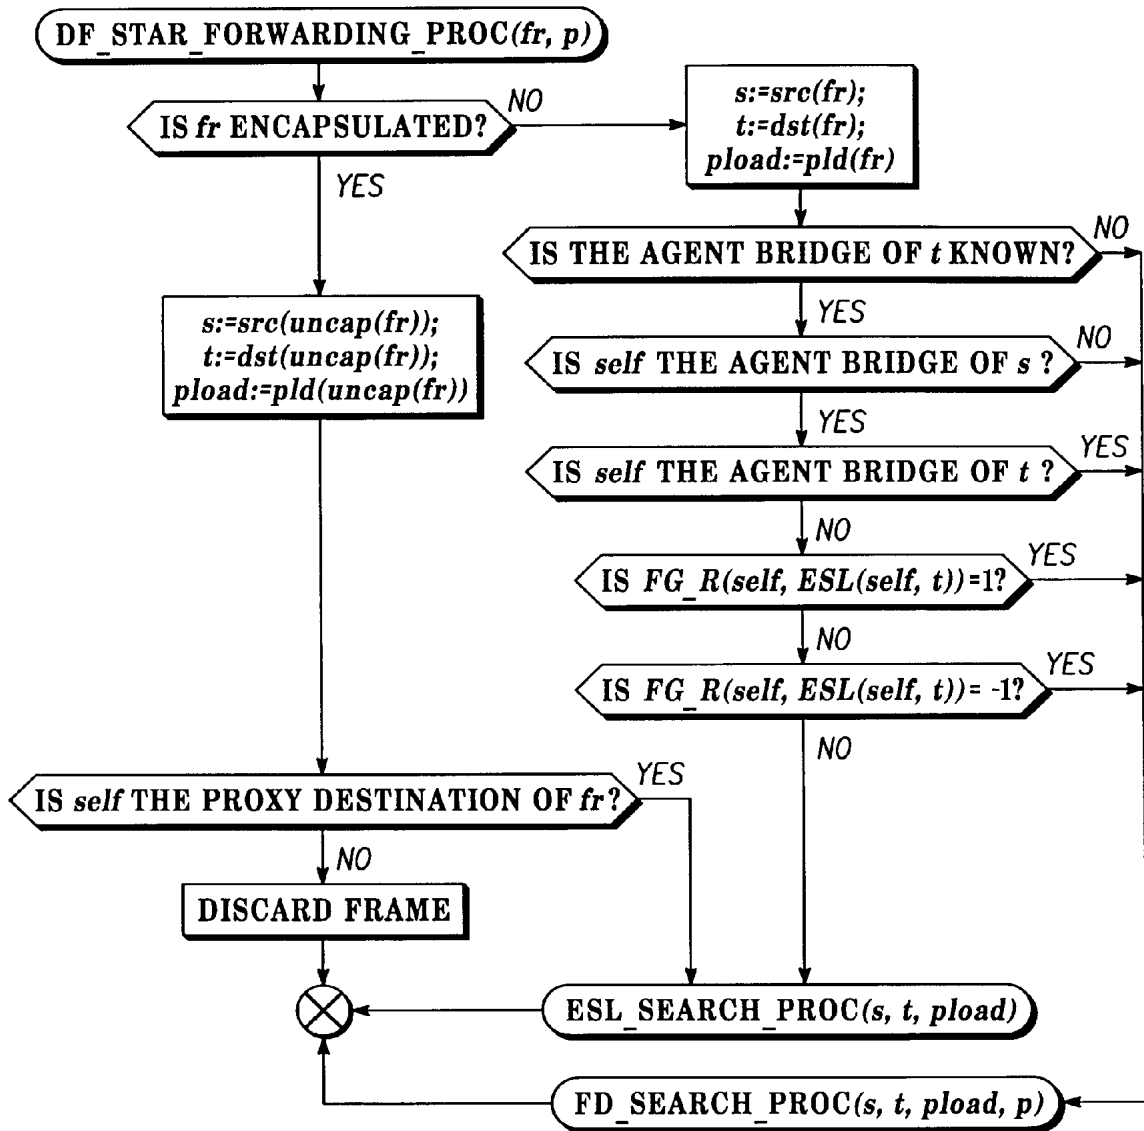 DF_STAR_FORWARDING_PROC(fr, p)
IS fr ENCAPSULATED?
NO
s:=src(fr);
t:=dst(fr);
pload:=pld(fr)
YES
IS THE AGENT BRIDGE OF t KNOWN?
NO
YES
s:=src(uncap(fr));
t:=dst(uncap(fr));
pload:=pld(uncap(fr))
IS self THE AGENT BRIDGE OF s ?
NO
YES
IS self THE AGENT BRIDGE OF t ?
YES
NO
IS FG_R(self, ESL(self, t))=1?
YES
NO
IS FG_R(self, ESL(self, t))= -1?
YES
NO
IS self THE PROXY DESTINATION OF fr?
YES
NO
DISCARD FRAME
ESL_SEARCH_PROC(s, t, pload)
FD_SEARCH_PROC(s, t, pload, p)